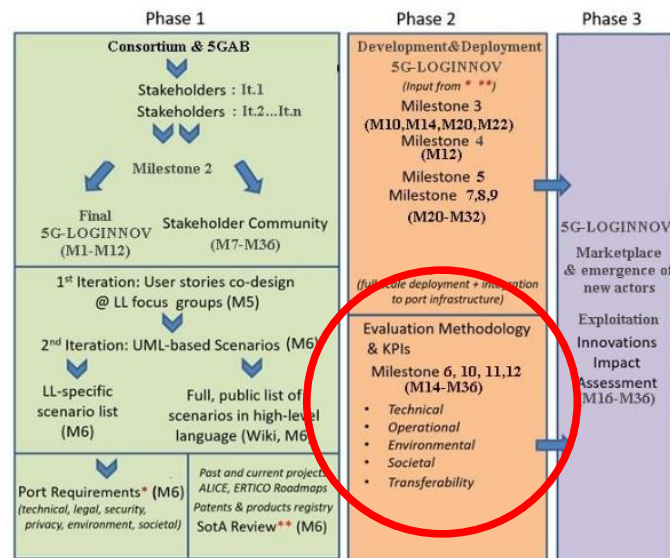 Phase 1
Consortium & 5GAB
Stakeholders : It.1
Stakeholders : It.2...It.n
Milestone 2
Final
5G-LOGINNOV
(M1-M12)
Stakeholder Community
(M7-M36)
1st Iteration: User stories co-design
@ LL focus groups (M5)
2nd Iteration: UML-based Scenarios (M6)
LL-specific
scenario list
(M6)
Full, public list of
scenarios in high-level
language (Wiki, M6)
Port Requirements* (M6)
(technical, legal, security,
privacy, environment, societal)
Past and current projects
ALICE, ERTICO Roadmaps
Patents & products registry
SotA Review** (M6)
Phase 2
Development&Deployment
5G-LOGINNOV
(Input from * **)
Milestone 3
(M10,M14,M20,M22)
Milestone 4
(M12)
Milestone 5
Milestone 7,8,9
(M20-M32)
(full scale deployment + integration
to port infrastructure)
Evaluation Methodology
& KPIs
Milestone 6, 10, 11,12
(M14-M36)
• Technical
• Operational
• Environmental
• Societal
• Transferability
Phase 3
5G-LOGINNOV
Marketplace
& emergence of
new actors
Exploitation
Innovations
Impact
Assessment
(M16-M36)